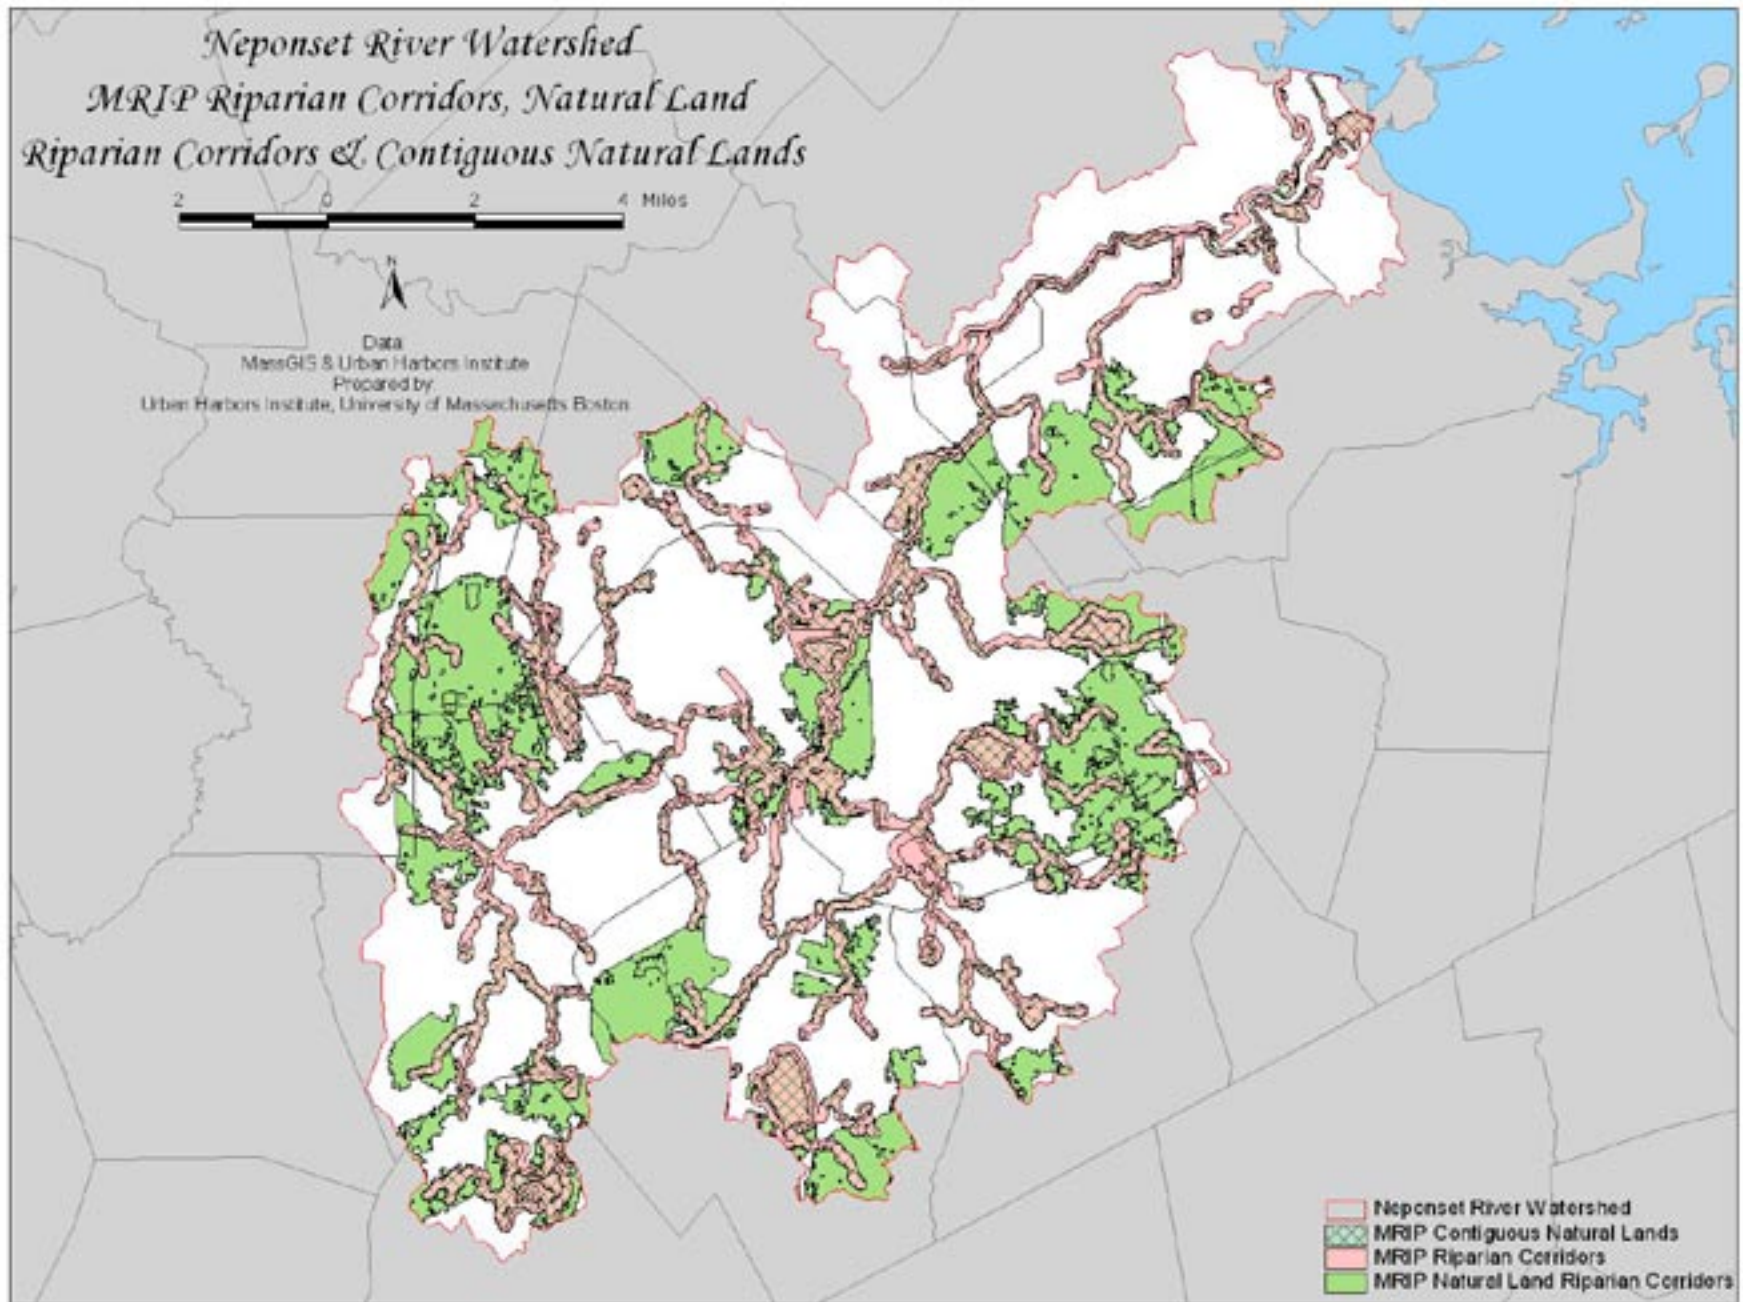 Neponset River Watershed
MRIP Riparian Corridors, Natural Land
Riparian Corridors & Contiguous Natural Lands
2 0 2 4 Miles
N
Data:
MassGIS & Urban Harbors Institute
Prepared by:
Urban Harbors Institute, University of Massachusetts Boston
Neponset River Watershed
MRIP Contiguous Natural Lands
MRIP Riparian Corridors
MRIP Natural Land Riparian Corridors